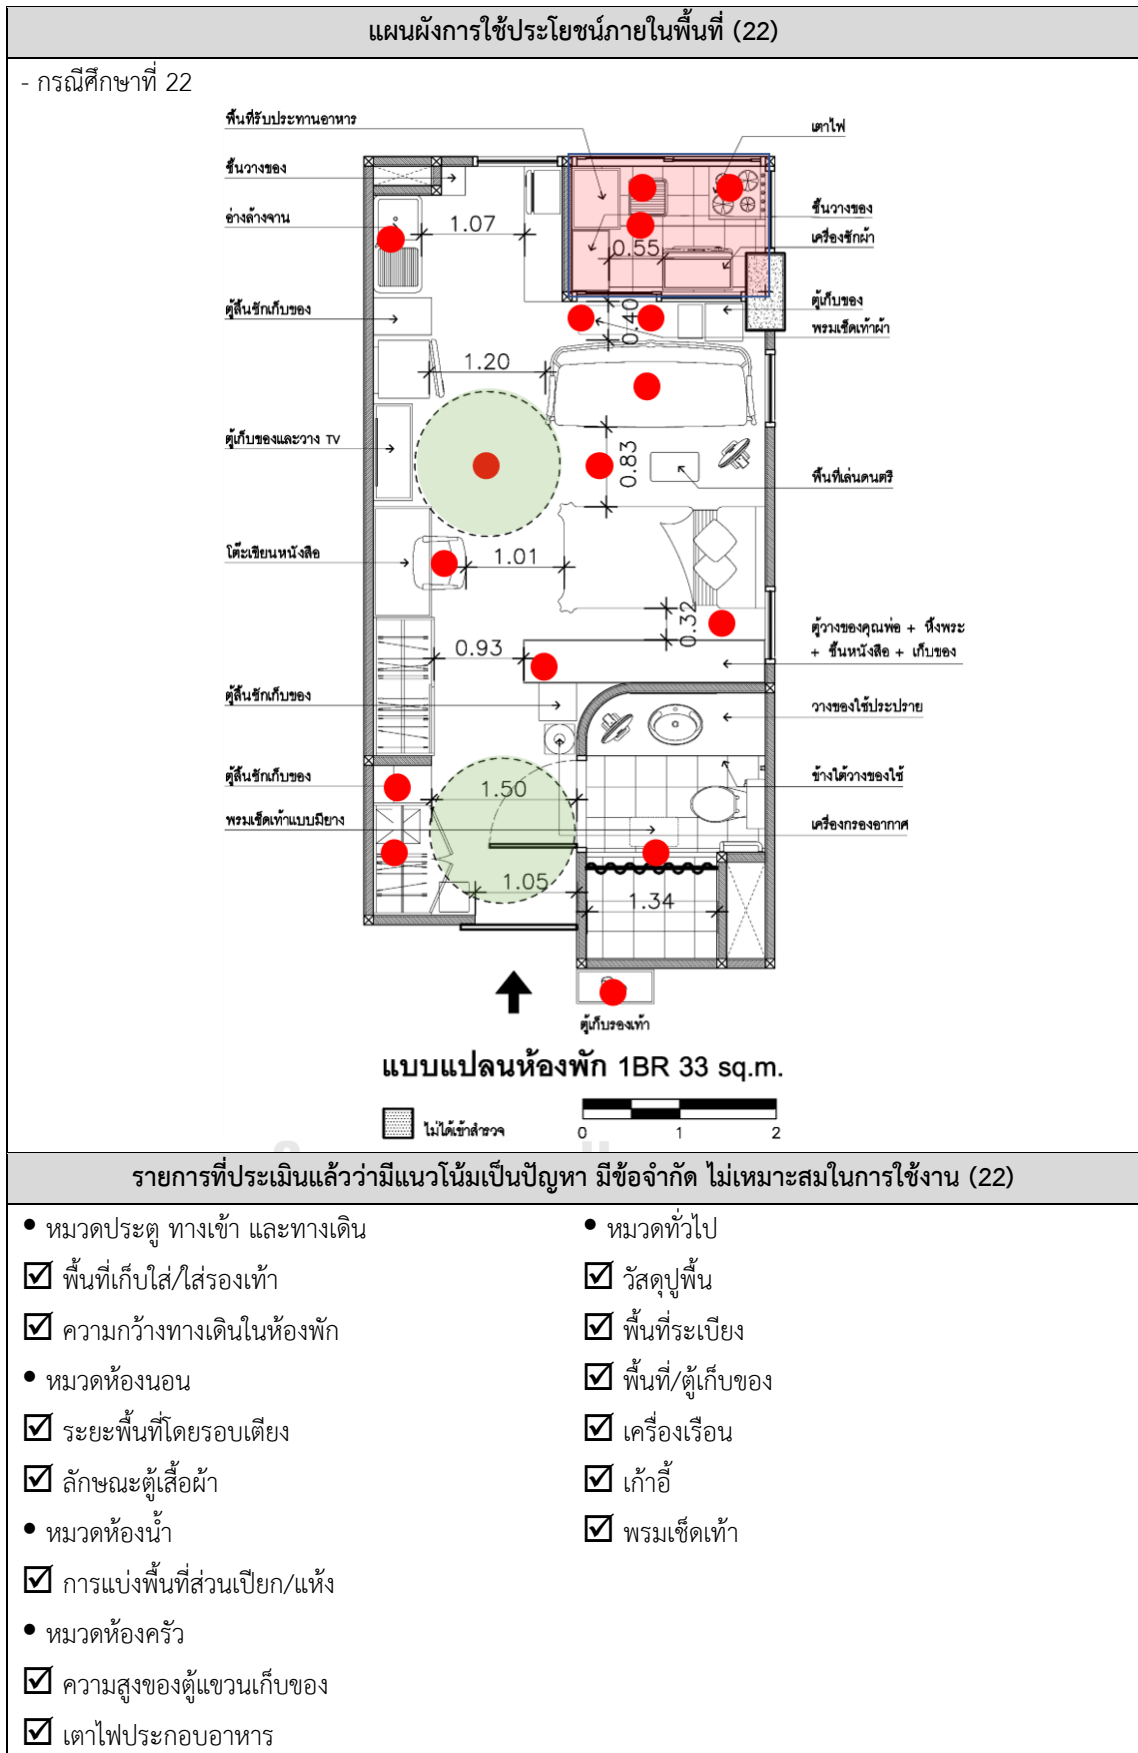 แผนผังการใช้ประโยชน์ภายในพื้นที่ (22)
- กรณีศึกษาที่ 22
พื้นที่รับประทานอาหาร
เตาไฟ
ชั้นวางของ
ชั้นวางของ
อ่างล้างจาน
1.07
เครื่องซักผ้า
0.55
ตู้ลิ้นชักเก็บของ
ตู้เก็บของ
0.40
พรมเช็ดเท้าผ้า
1.20
ตู้เก็บของและวาง TV
0.83
พื้นที่เล่นดนตรี
โต๊ะเขียนหนังสือ
1.01
0.32
ตู้วางของคุณพ่อ + หิ้งพระ
+ ชั้นหนังสือ + เก็บของ
0.93
ตู้ลิ้นชักเก็บของ
วางของใช้ประปราย
ตู้ลิ้นชักเก็บของ
ข้างใต้วางของใช้
1.50
พรมเช็ดเท้าแบบมียาง
เครื่องกรองอากาศ
1.05
1.34
ตู้เก็บรองเท้า
แบบแปลนห้องพัก 1BR 33 sq.m.
ไม่ได้เข้าสำรวจ
0 1 2
รายการที่ประเมินแล้วว่ามีแนวโน้มเป็นปัญหา มีข้อจำกัด ไม่เหมาะสมในการใช้งาน (22)
• หมวดประตู ทางเข้า และทางเดิน
☑ พื้นที่เก็บใส่/ใส่รองเท้า
☑ ความกว้างทางเดินในห้องพัก
• หมวดห้องนอน
☑ ระยะพื้นที่โดยรอบเตียง
☑ ลักษณะตู้เสื้อผ้า
• หมวดห้องน้ำ
☑ การแบ่งพื้นที่ส่วนเปียก/แห้ง
• หมวดห้องครัว
☑ ความสูงของตู้แขวนเก็บของ
☑ เตาไฟประกอบอาหาร
• หมวดทั่วไป
☑ วัสดุปูพื้น
☑ พื้นที่ระเบียง
☑ พื้นที่/ตู้เก็บของ
☑ เครื่องเรือน
☑ เก้าอี้
☑ พรมเช็ดเท้า